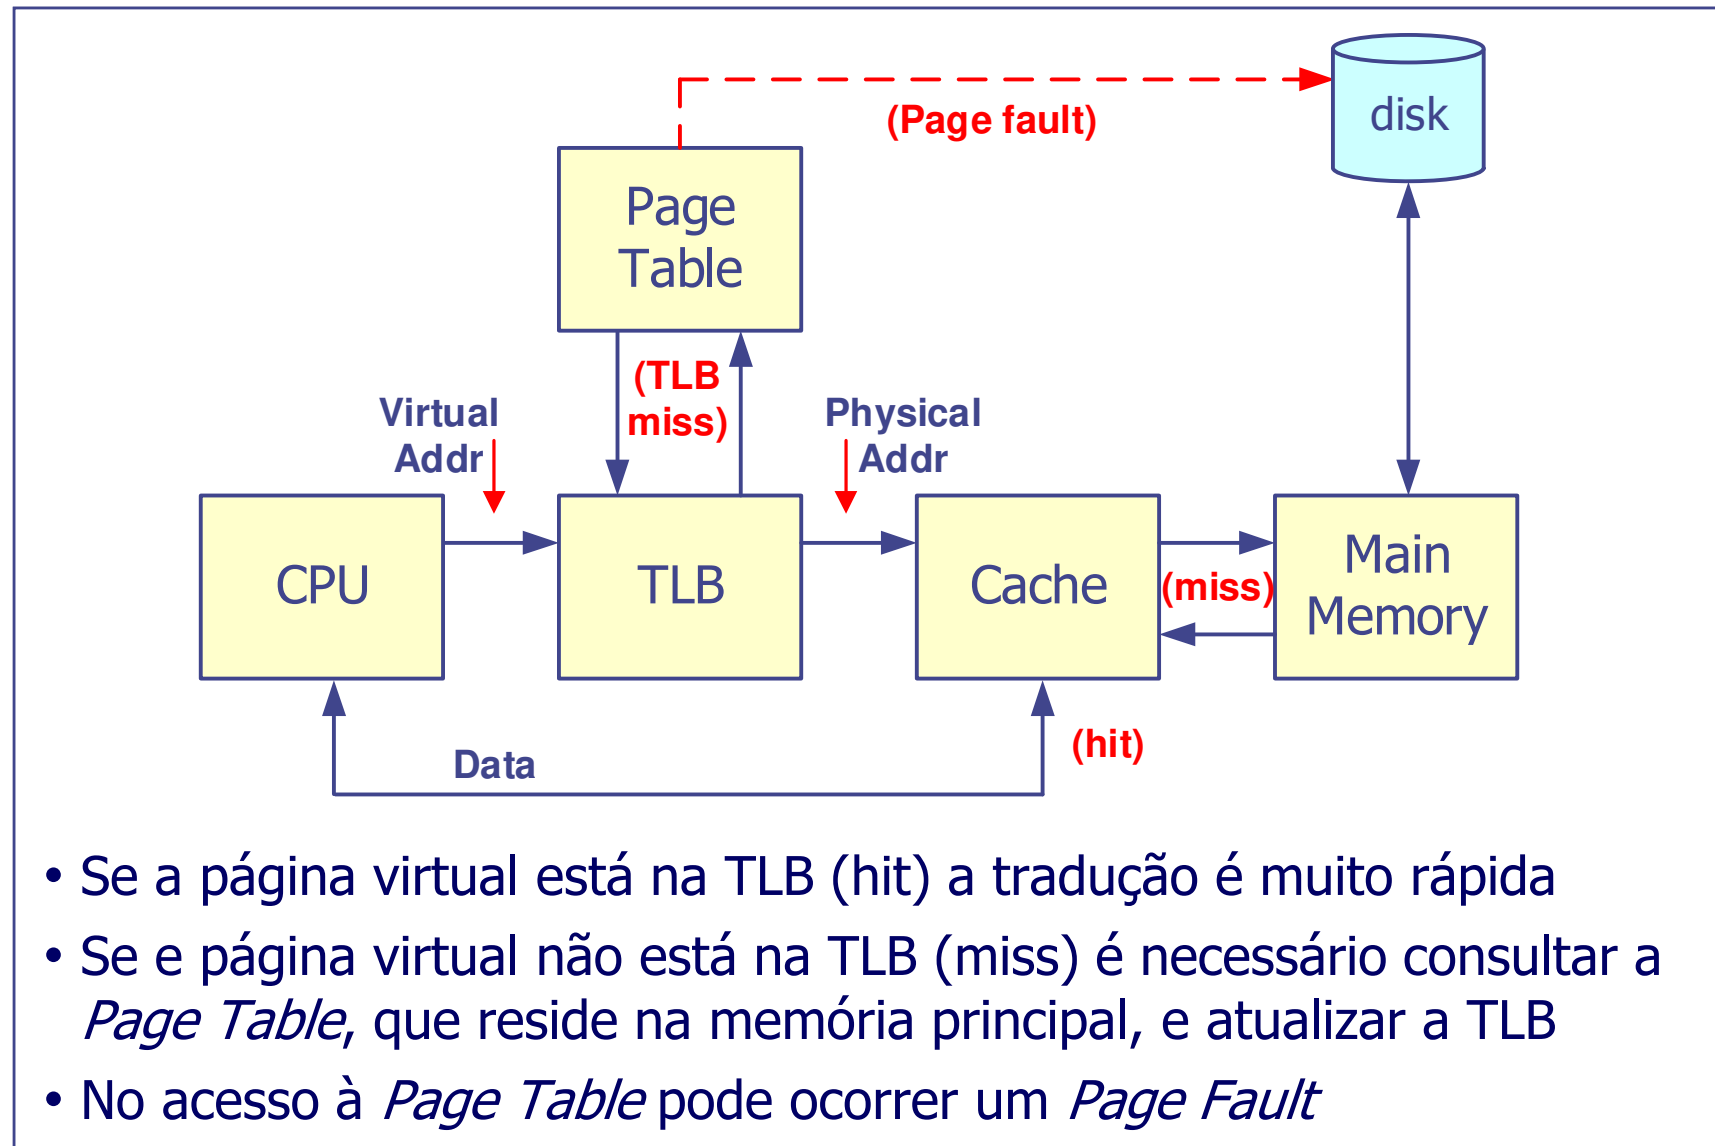 disk
(Page fault)
Page
Table
(TLB
miss)
Virtual
Addr
Physical
Addr
CPU
TLB
Cache
(miss)
Main
Memory
Data
(hit)
• Se a página virtual está na TLB (hit) a tradução é muito rápida
• Se e página virtual não está na TLB (miss) é necessário consultar a
Page Table, que reside na memória principal, e atualizar a TLB
• No acesso à Page Table pode ocorrer um Page Fault